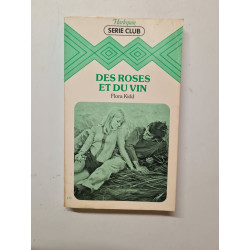 Harlequin
SERIE CLUB
DES ROSES
ET DU VIN
Flora Kidd